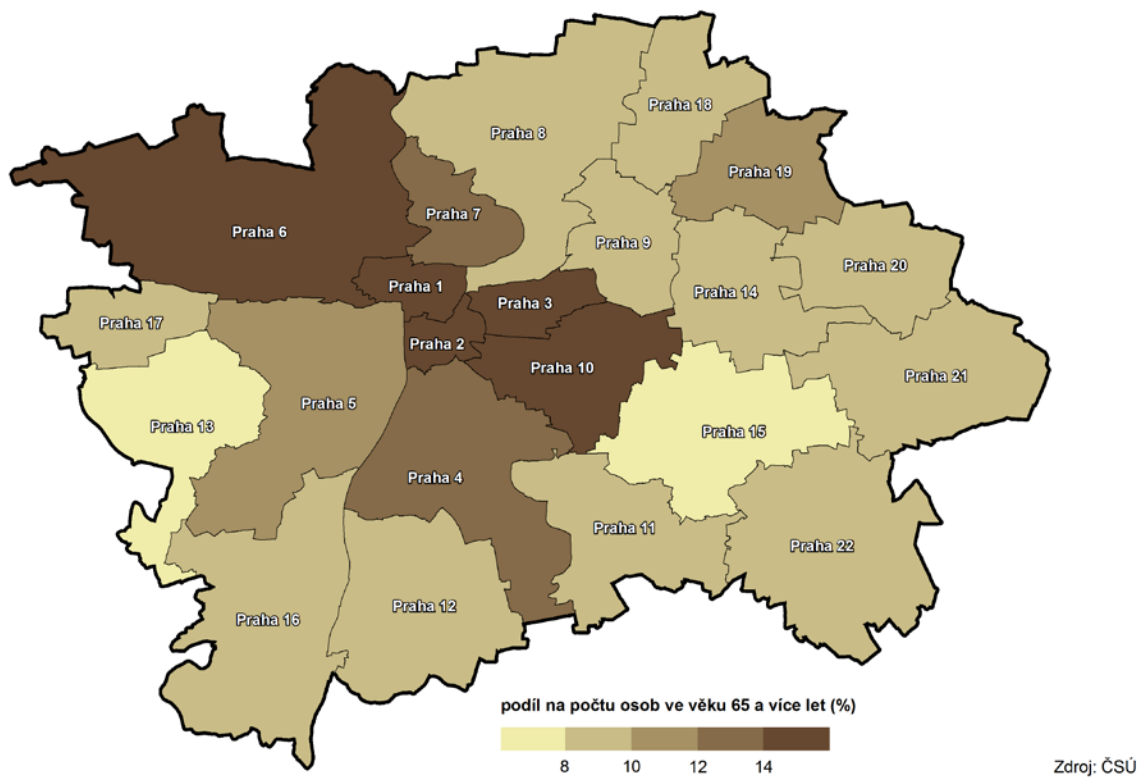 Praha 18
Praha 8
Praha 19
Praha 7
Praha 6
Praha 9
Praha 20
Praha 1
Praha 14
Praha 3
Praha 17
Praha 2
Praha 10
Praha 21
Praha 5
Praha 13
Praha 15
Praha 4
Praha 11
Praha 22
Praha 12
Praha 16
podíl na počtu osob ve věku 65 a více let (%)
8 10 12 14
Zdroj: ČSÚ